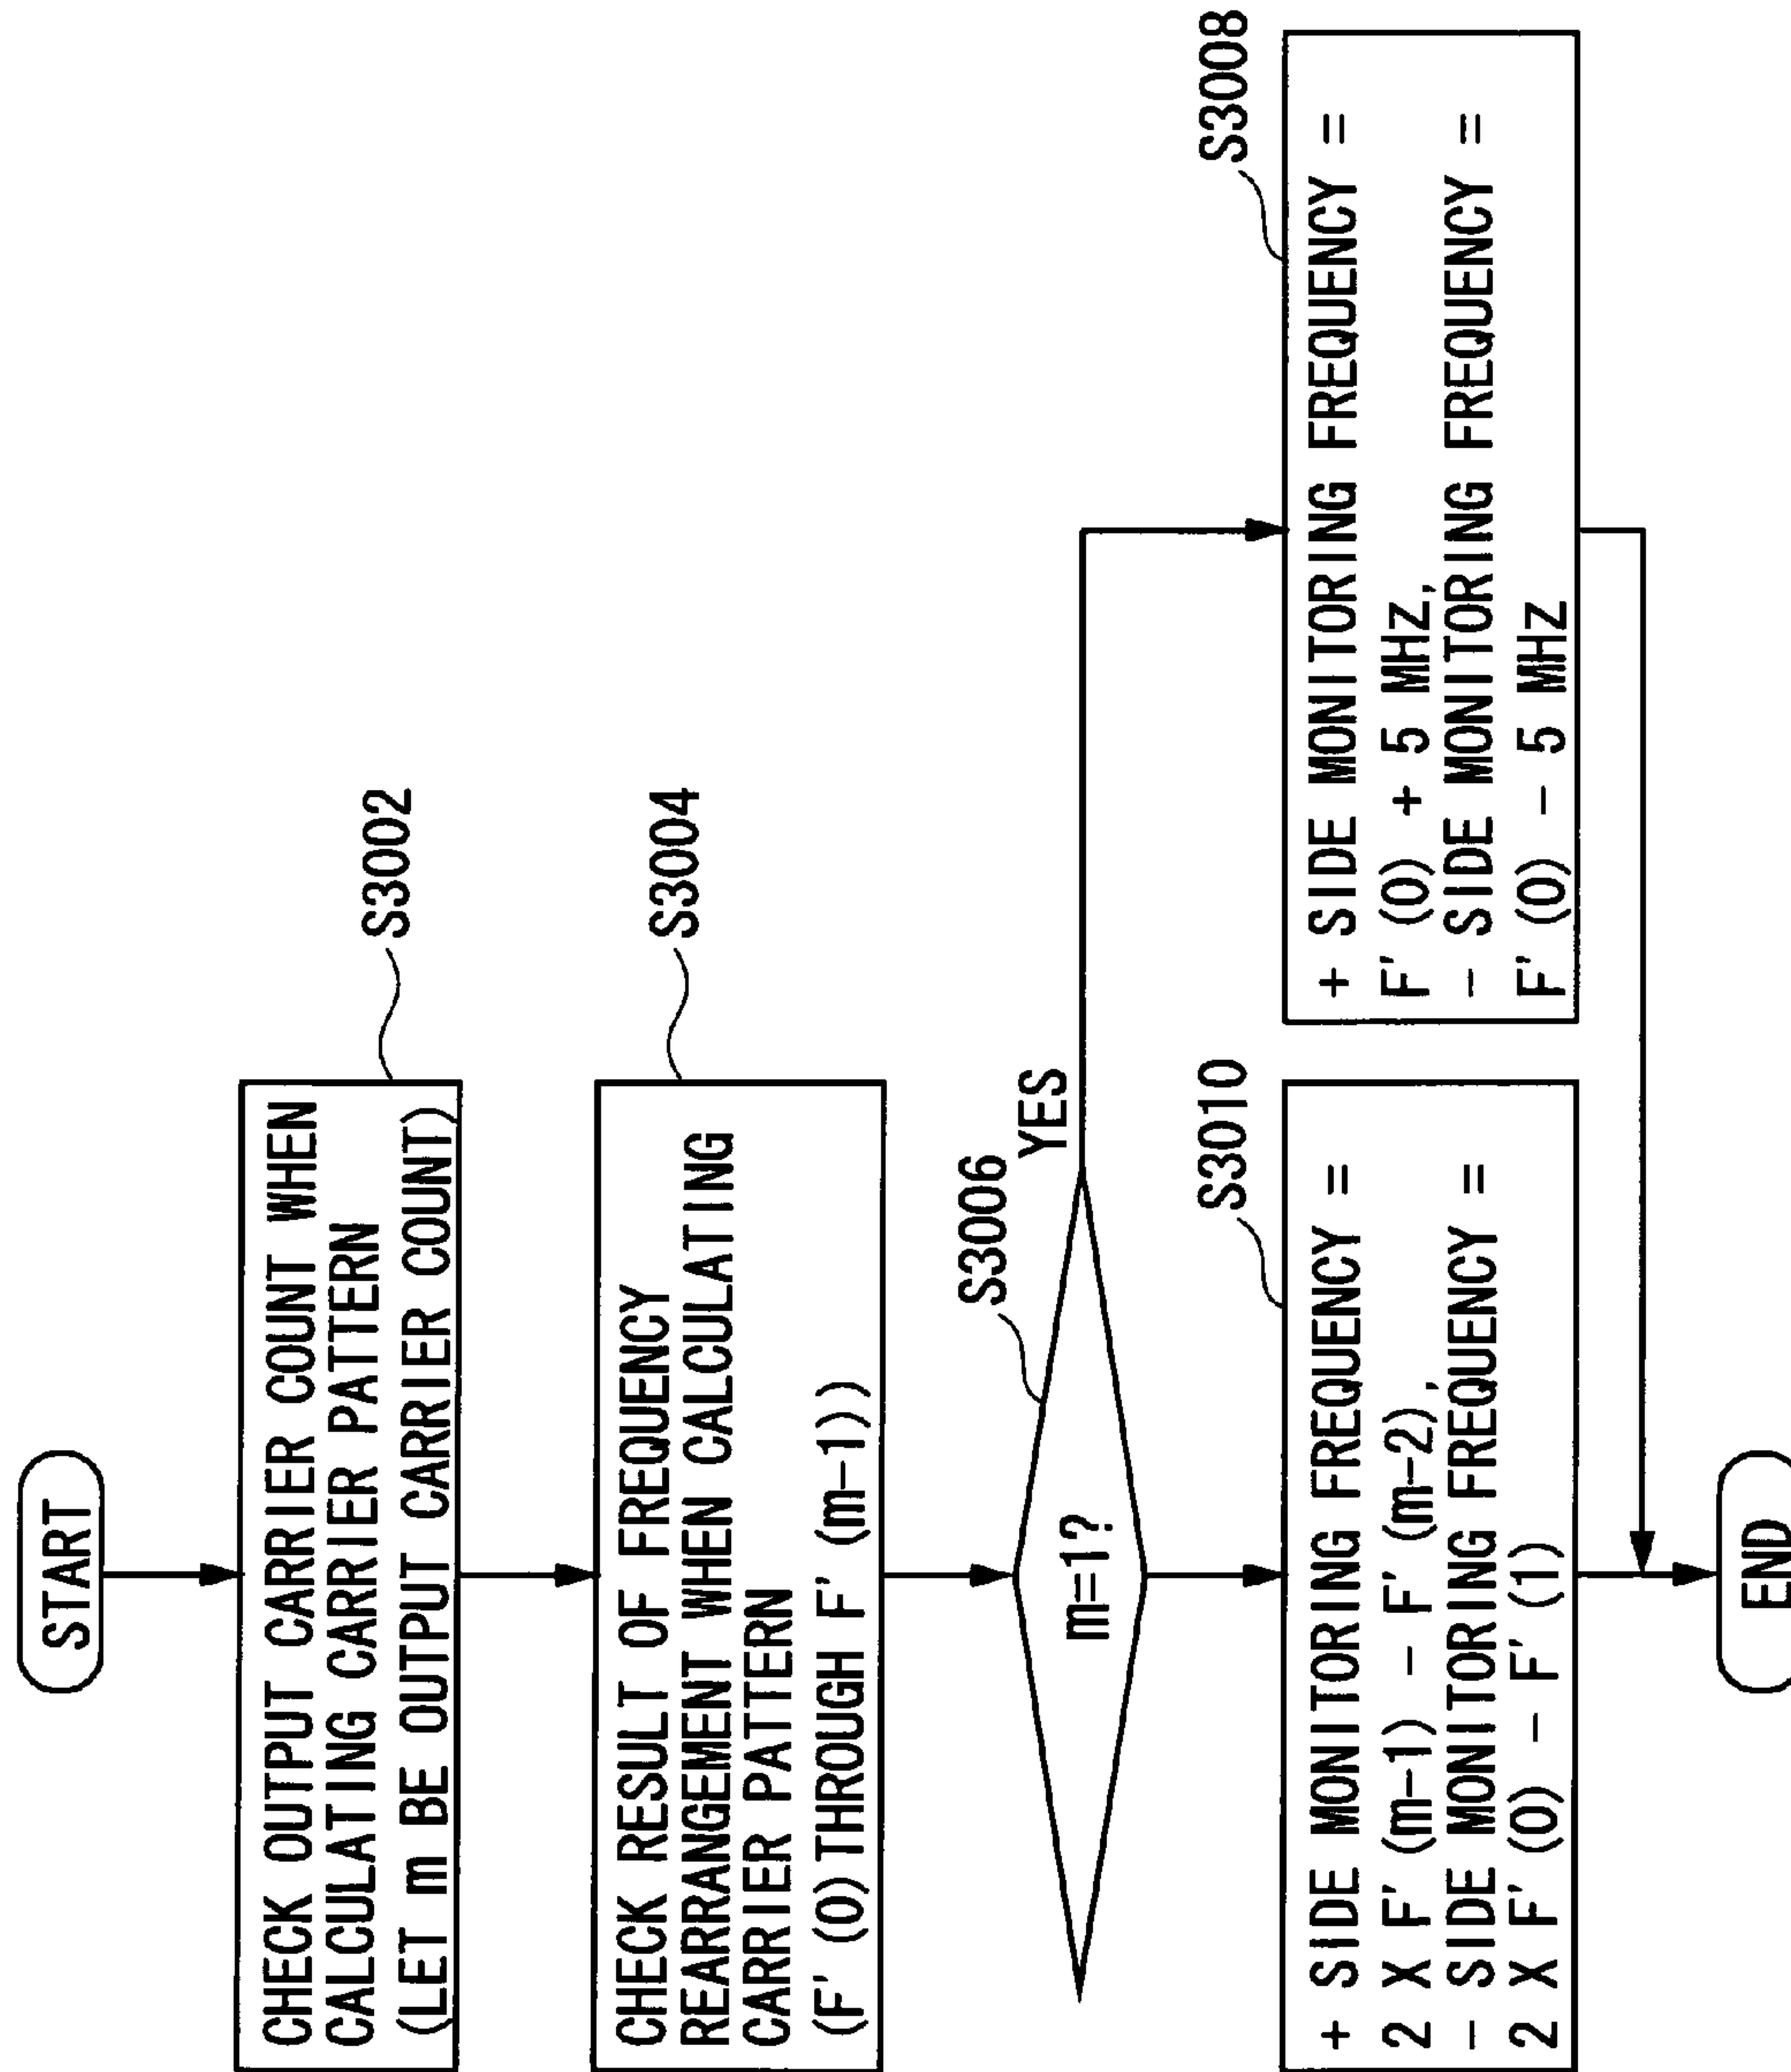 START
S3002
CHECK OUTPUT CARRIER COUNT WHEN
CALCULATING CARRIER PATTERN
(LET m BE OUTPUT CARRIER COUNT)
S3004
CHECK RESULT OF FREQUENCY
REARRANGEMENT WHEN CALCULATING
CARRIER PATTERN
(F' (0) THROUGH F' (m-1))
S3006
m=1?
YES
S3010
+ SIDE MONITORING FREQUENCY =
2 X F' (m-1) - F' (m-2),
- SIDE MONITORING FREQUENCY =
2 X F' (0) - F' (1)
S3008
+ SIDE MONITORING FREQUENCY =
F' (0) + 5 MHz,
- SIDE MONITORING FREQUENCY =
F' (0) - 5 MHz
END